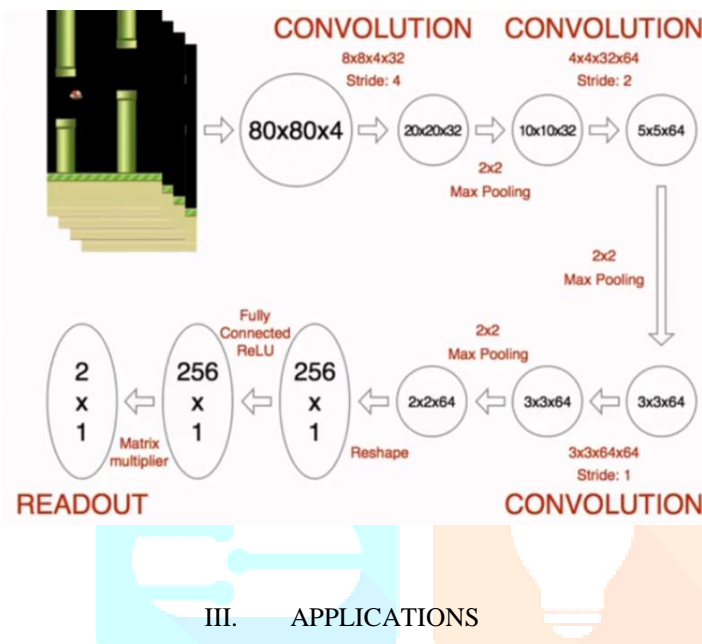 CONVOLUTION
8x8x4x32
Stride: 4
CONVOLUTION
4x4x32x64
Stride: 2
80x80x4
20x20x32
10x10x32
5x5x64
2x2
Max Pooling
2x2
Max Pooling
3x3x64
3x3x64x64
Stride: 1
CONVOLUTION
3x3x64
2x2
Max Pooling
2x2x64
Reshape
256
x
1
Fully
Connected
ReLU
256
x
1
Matrix
multiplier
2
x
1
READOUT
III. APPLICATIONS